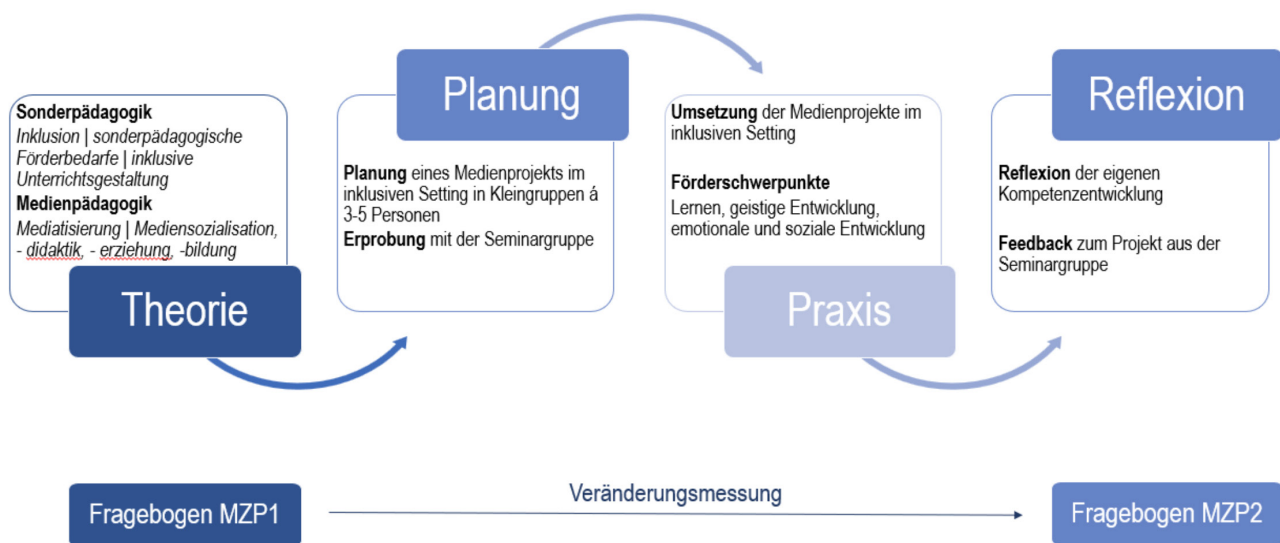 Sonderpädagogik
Inklusion | sonderpädagogische
Förderbedarfe | inklusive
Unterrichtsgestaltung
Medienpädagogik
Mediatisierung | Mediensozialisation,
- didaktik, - erziehung, -bildung
Theorie
Planung
Planung eines Medienprojekts im
inklusiven Setting in Kleingruppen á
3-5 Personen
Erprobung mit der Seminargruppe
Umsetzung der Medienprojekte im
inklusiven Setting
Förderschwerpunkte
Lernen, geistige Entwicklung,
emotionale und soziale Entwicklung
Praxis
Reflexion
Reflexion der eigenen
Kompetenzentwicklung
Feedback zum Projekt aus der
Seminargruppe
Fragebogen MZP1
Veränderungsmessung
Fragebogen MZP2